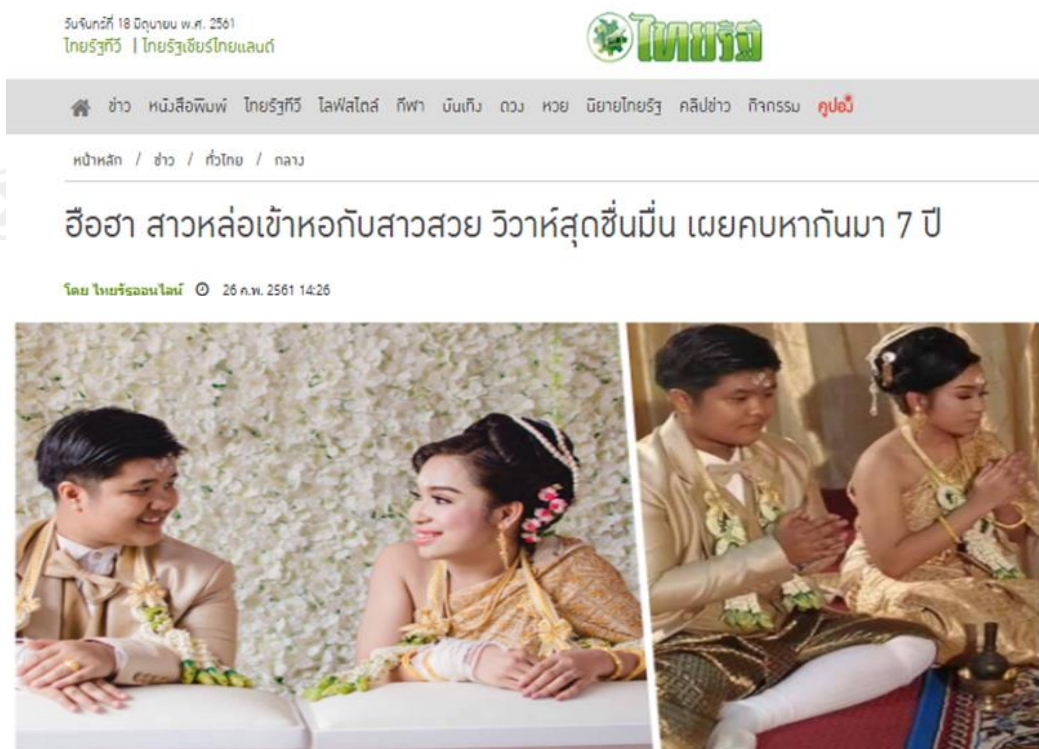 วันจันทร์ที่ 18 มิถุนายน พ.ศ. 2561
ไทยรัฐทีวี | ไทยรัฐเชียร์ไทยแลนด์
ไทยรัฐ
ข่าว หนังสือพิมพ์ ไทยรัฐทีวี ไลฟ์สไตล์ กีฬา บันเทิง ดวง หวย นิยายไทยรัฐ คลิปข่าว กิจกรรม คูปอง
หน้าหลัก / ข่าว / ทั่วไทย / กลาง
ฮือฮา สาวหล่อเข้าหอกับสาวสวย วิวาห์สุดชื่นมื่น เผยคบหากันมา 7 ปี
โดย ไทยรัฐออนไลน์ 26 ก.พ. 2561 14:26